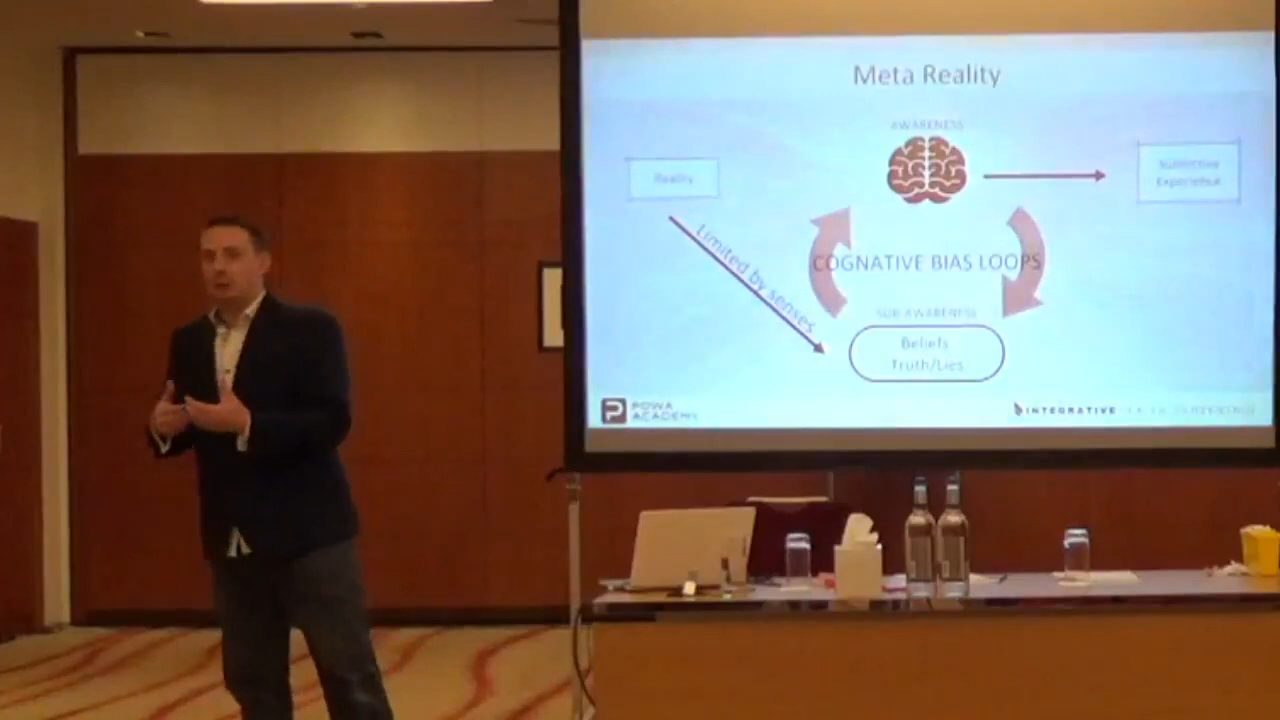 Meta Reality
AWARENESS
Reality
Subjective
Experience
Limited by senses
COGNATIVE BIAS LOOPS
SUB AWARENESS
Beliefs
Truth/Lies
POWA
ACADEMY
INTEGRATIVE